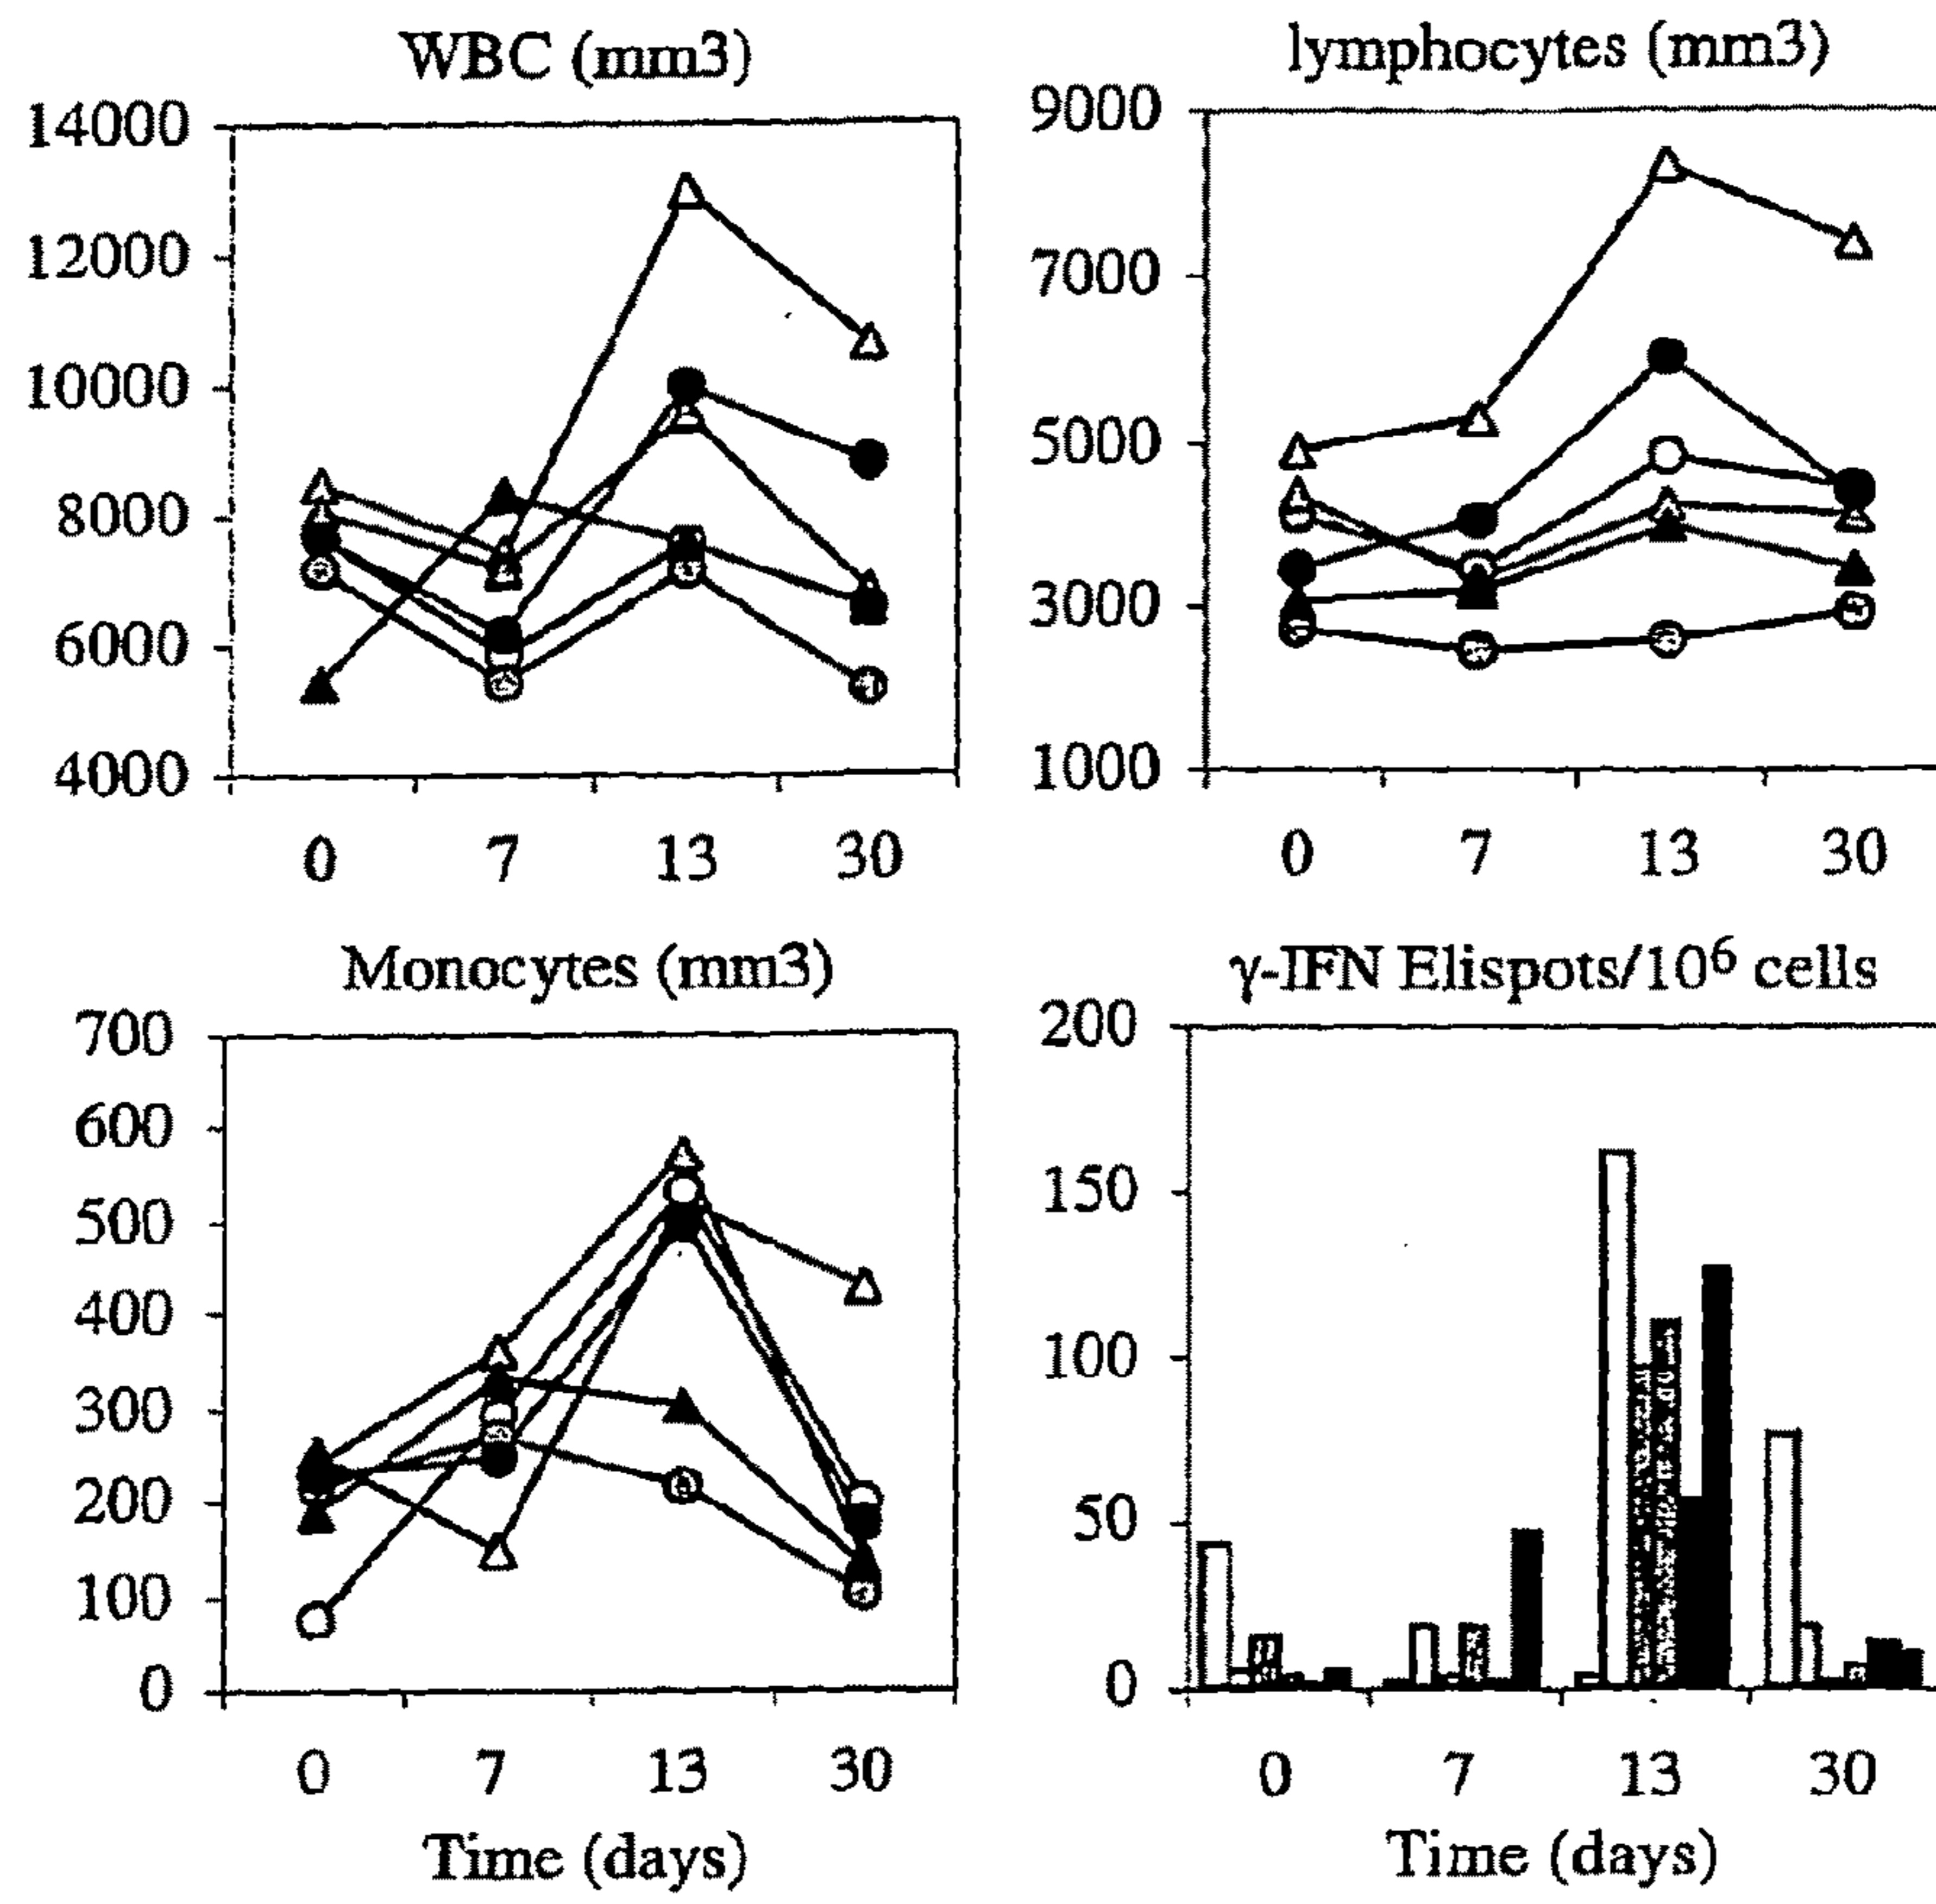 WBC (mm3)
14000
12000
10000
8000
6000
4000
0 7 13 30
lymphocytes (mm3)
9000
7000
5000
3000
1000
0 7 13 30
Monocytes (mm3)
700
600
500
400
300
200
100
0
0 7 13 30
Time (days)
γ-IFN Elispots/10⁶ cells
200
150
100
50
0
0 7 13 30
Time (days)